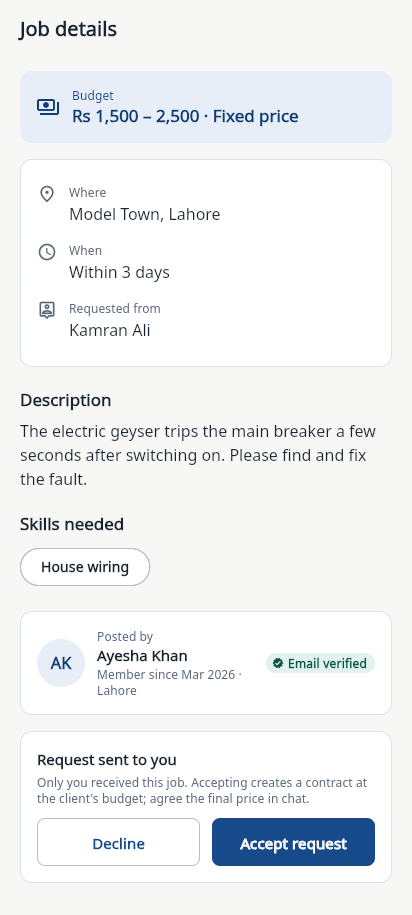 Job details
Budget
Rs 1,500 – 2,500 · Fixed price
Where
Model Town, Lahore
When
Within 3 days
Requested from
Kamran Ali
Description
The electric geyser trips the main breaker a few
seconds after switching on. Please find and fix
the fault.
Skills needed
House wiring
AK
Posted by
Ayesha Khan
Member since Mar 2026 ·
Lahore
Email verified
Request sent to you
Only you received this job. Accepting creates a contract at
the client's budget; agree the final price in chat.
Decline
Accept request